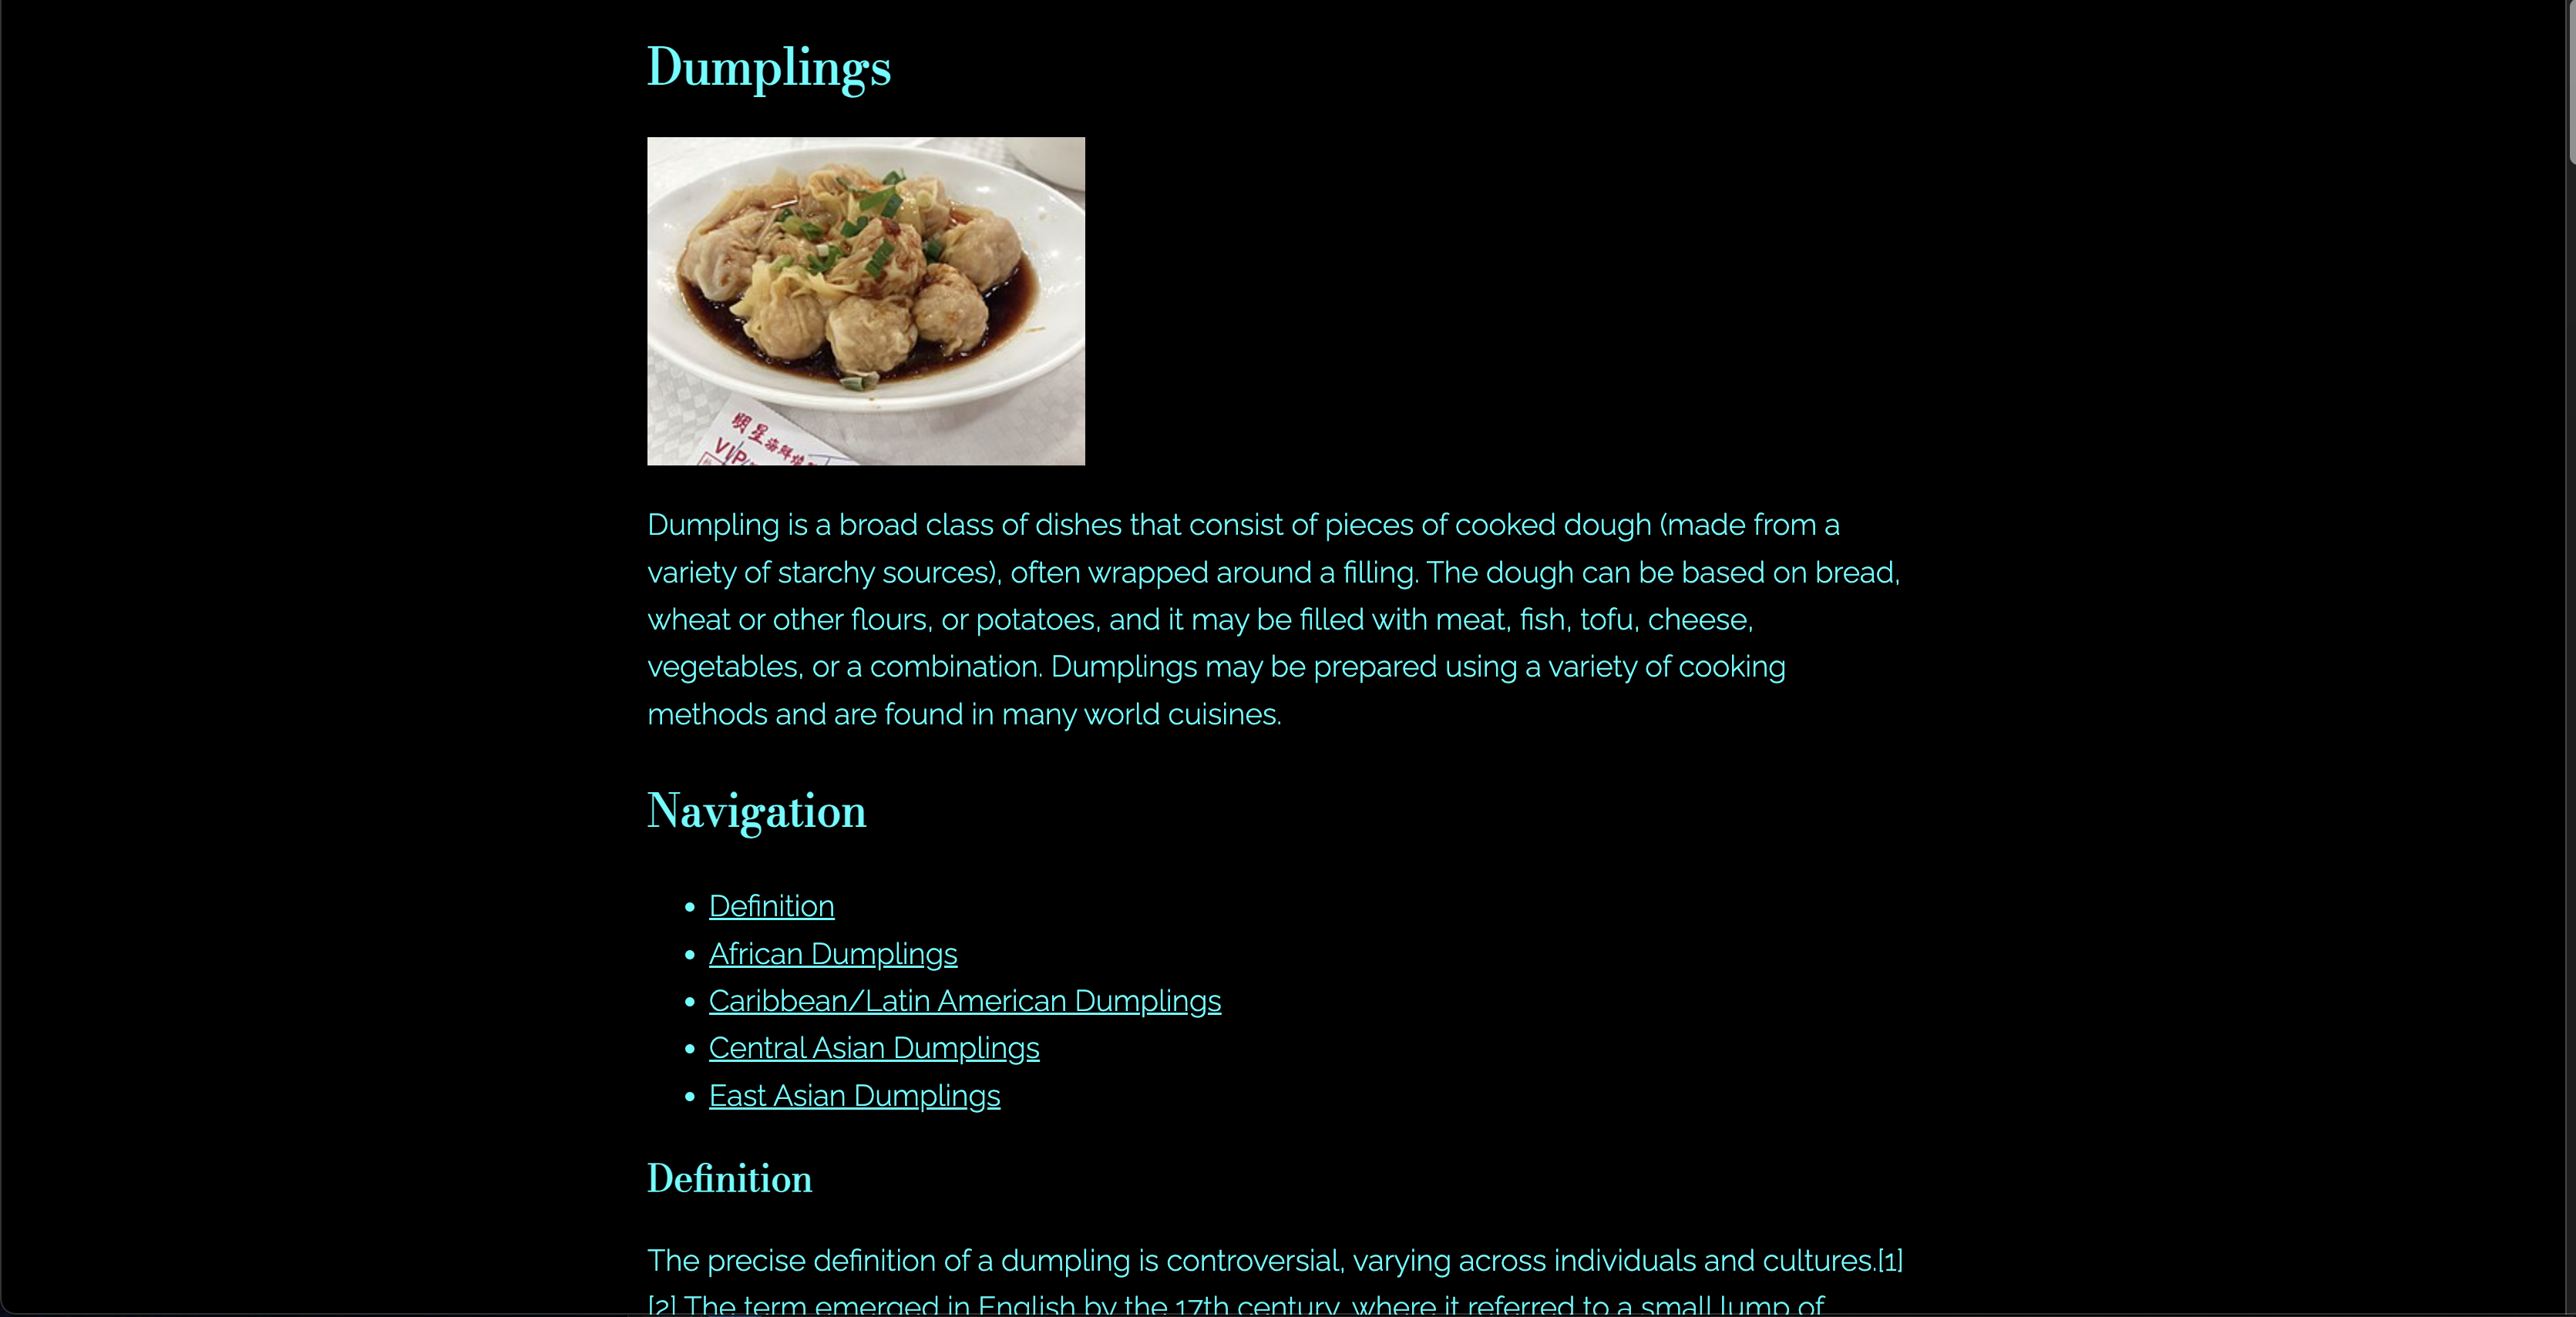 Dumplings
明星海鮮
VIP
Dumpling is a broad class of dishes that consist of pieces of cooked dough (made from a
variety of starchy sources), often wrapped around a filling. The dough can be based on bread,
wheat or other flours, or potatoes, and it may be filled with meat, fish, tofu, cheese,
vegetables, or a combination. Dumplings may be prepared using a variety of cooking
methods and are found in many world cuisines.
Navigation
• Definition
• African Dumplings
• Caribbean/Latin American Dumplings
• Central Asian Dumplings
• East Asian Dumplings
Definition
The precise definition of a dumpling is controversial, varying across individuals and cultures.[1]
[2] The term emerged in English by the 17th century, where it referred to a small lump of